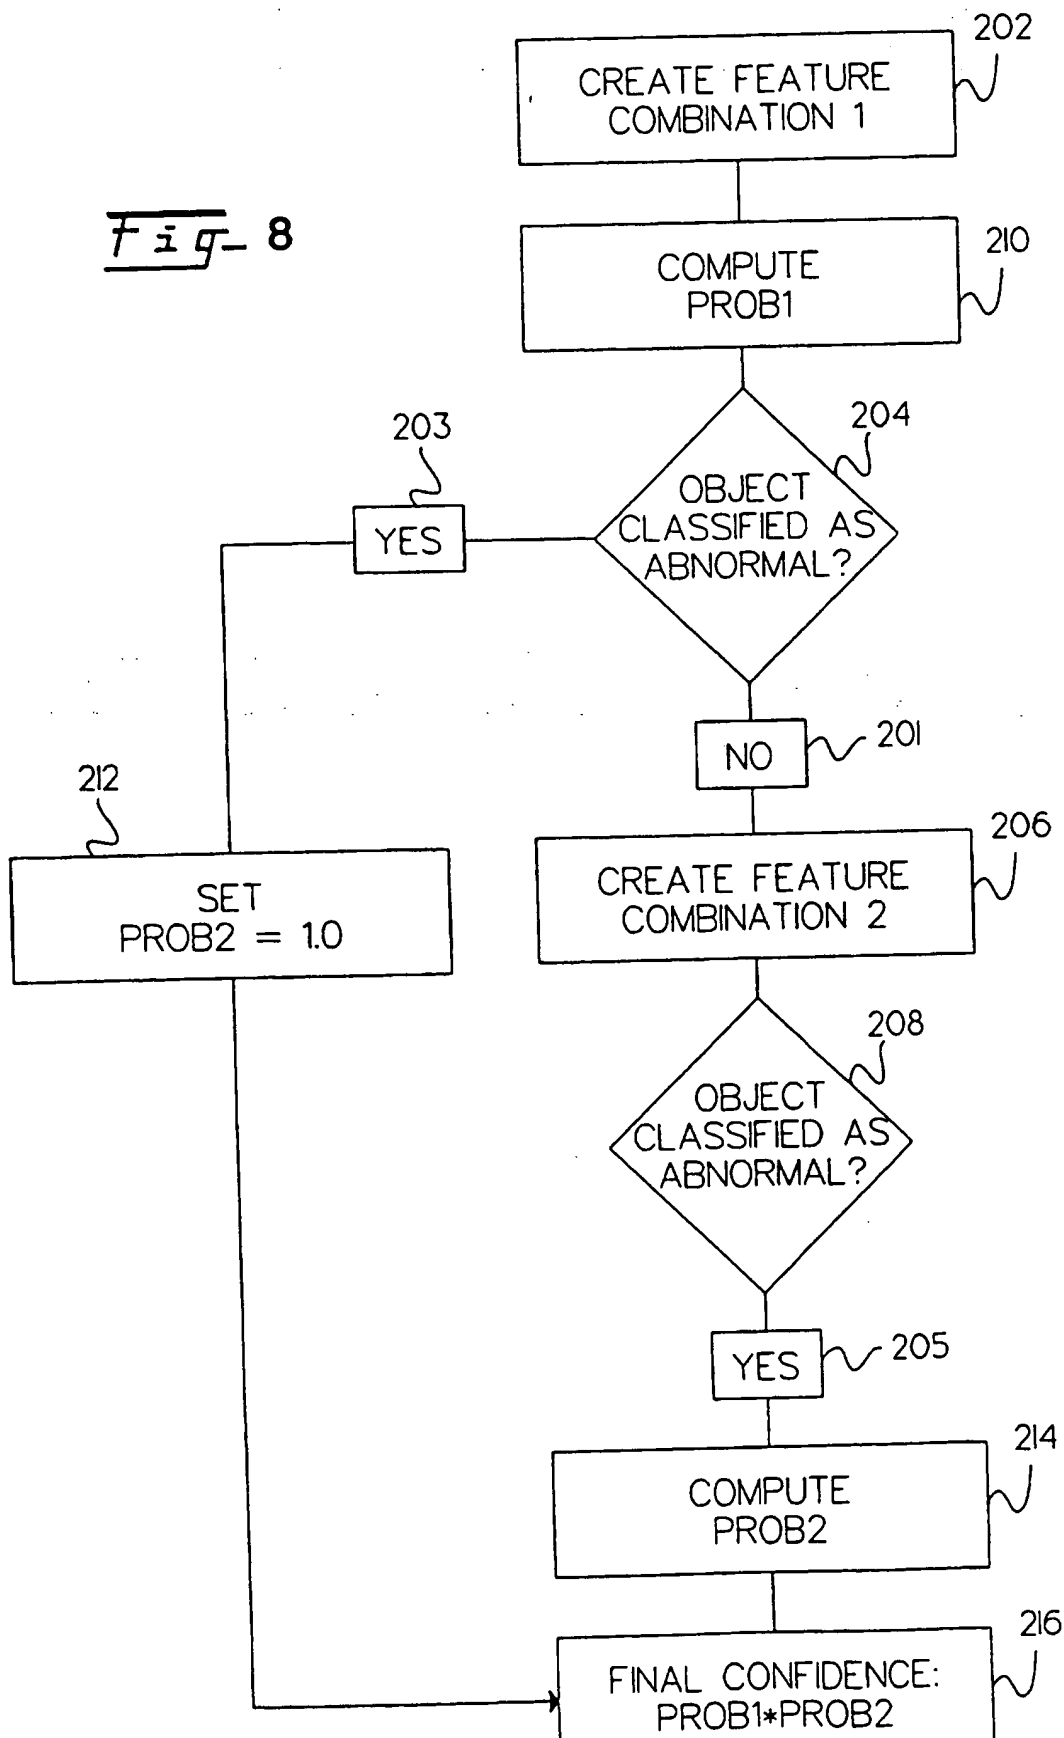 202
CREATE FEATURE
COMBINATION 1
Fig- 8
210
COMPUTE
PROB1
203
204
OBJECT
CLASSIFIED AS
ABNORMAL?
YES
201
NO
212
206
SET
PROB2 = 1.0
CREATE FEATURE
COMBINATION 2
208
OBJECT
CLASSIFIED AS
ABNORMAL?
205
YES
214
COMPUTE
PROB2
216
FINAL CONFIDENCE:
PROB1*PROB2